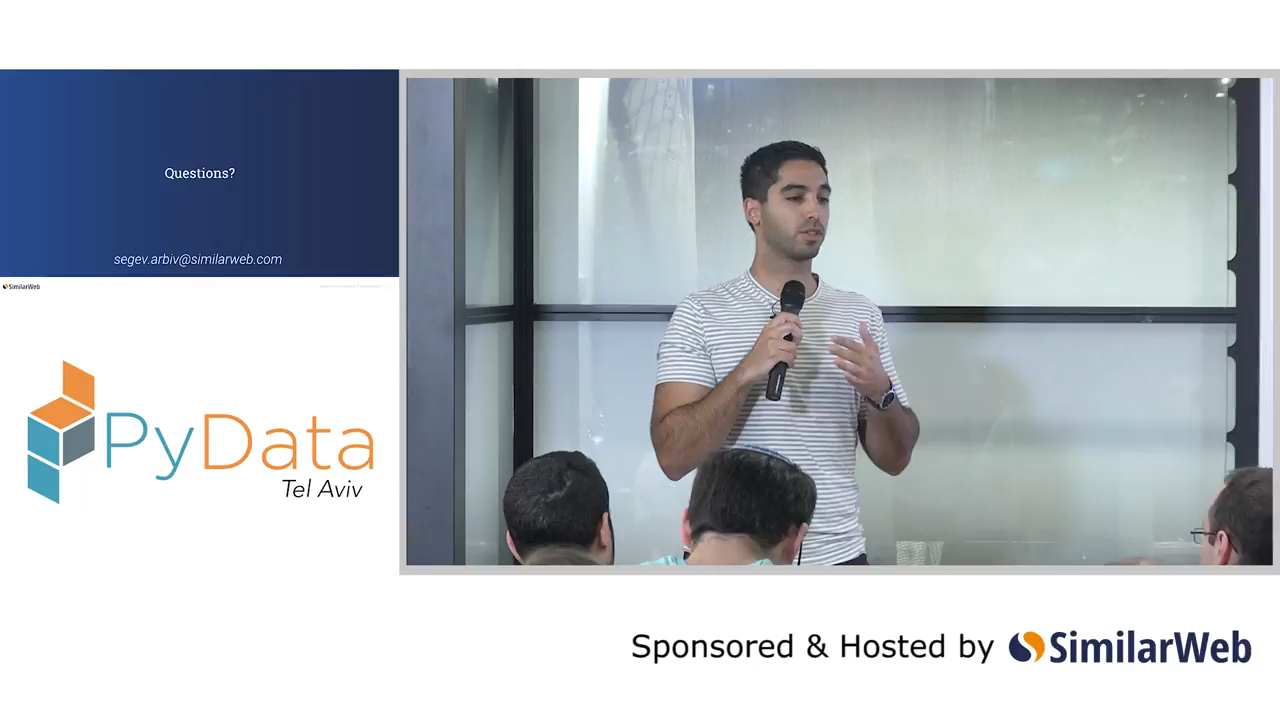 Questions?
segev.arbiv@similarweb.com
SimilarWeb
PyData
Tel Aviv
Sponsored & Hosted by SimilarWeb